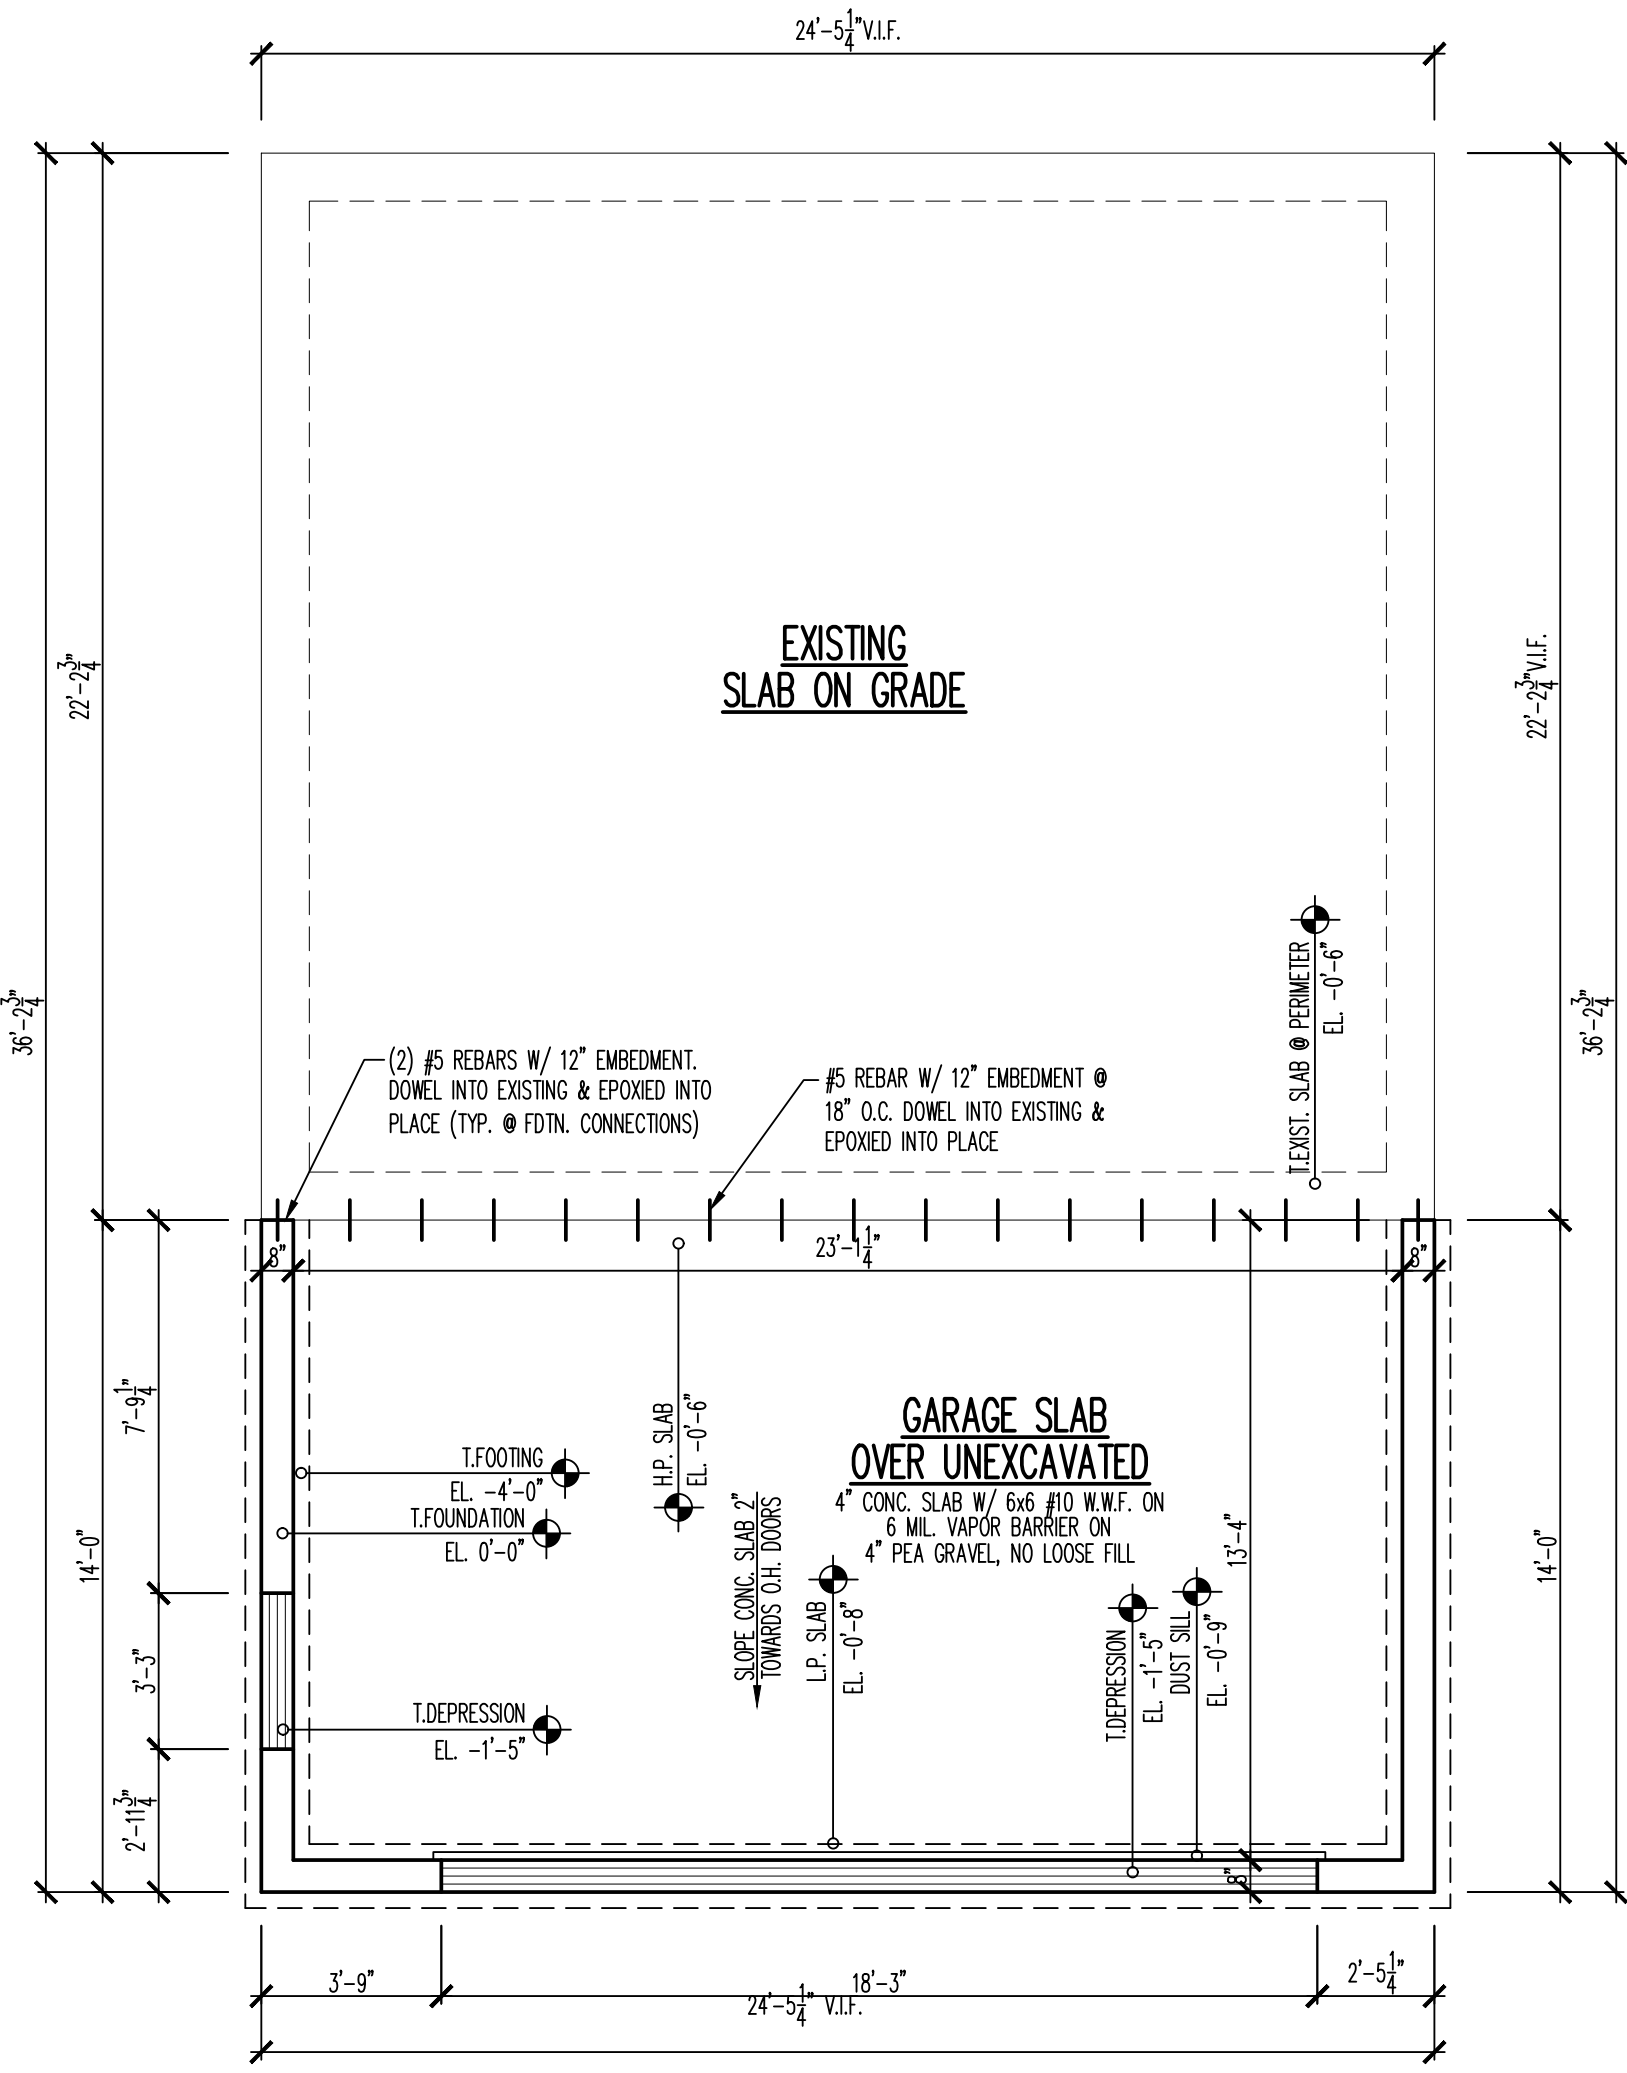 24'-5 1/4" V.I.F.
22'-2 3/4"
36'-2 3/4"
22'-2 3/4" V.I.F.
36'-2 3/4"
EXISTING
SLAB ON GRADE
T.EXIST. SLAB @ PERIMETER
EL. -0'-6"
(2) #5 REBARS W/ 12" EMBEDMENT.
DOWEL INTO EXISTING & EPOXIED INTO
PLACE (TYP. @ FDTN. CONNECTIONS)
#5 REBAR W/ 12" EMBEDMENT @
18" O.C. DOWEL INTO EXISTING &
EPOXIED INTO PLACE
8"
23'-1 1/4"
8"
7'-9 1/4"
14'-0"
3'-3"
2'-11 3/4"
T.FOOTING
EL. -4'-0"
T.FOUNDATION
EL. 0'-0"
T.DEPRESSION
EL. -1'-5"
H.P. SLAB
EL. -0'-6"
SLOPE CONC. SLAB 2"
TOWARDS O.H. DOORS
GARAGE SLAB
OVER UNEXCAVATED
4" CONC. SLAB W/ 6x6 #10 W.W.F. ON
6 MIL. VAPOR BARRIER ON
4" PEA GRAVEL, NO LOOSE FILL
L.P. SLAB
EL. -0'-8"
T.DEPRESSION
EL. -1'-5"
DUST SILL
EL. -0'-9"
13'-4"
8"
14'-0"
3'-9"
18'-3"
2'-5 1/4"
24'-5 1/4" V.I.F.